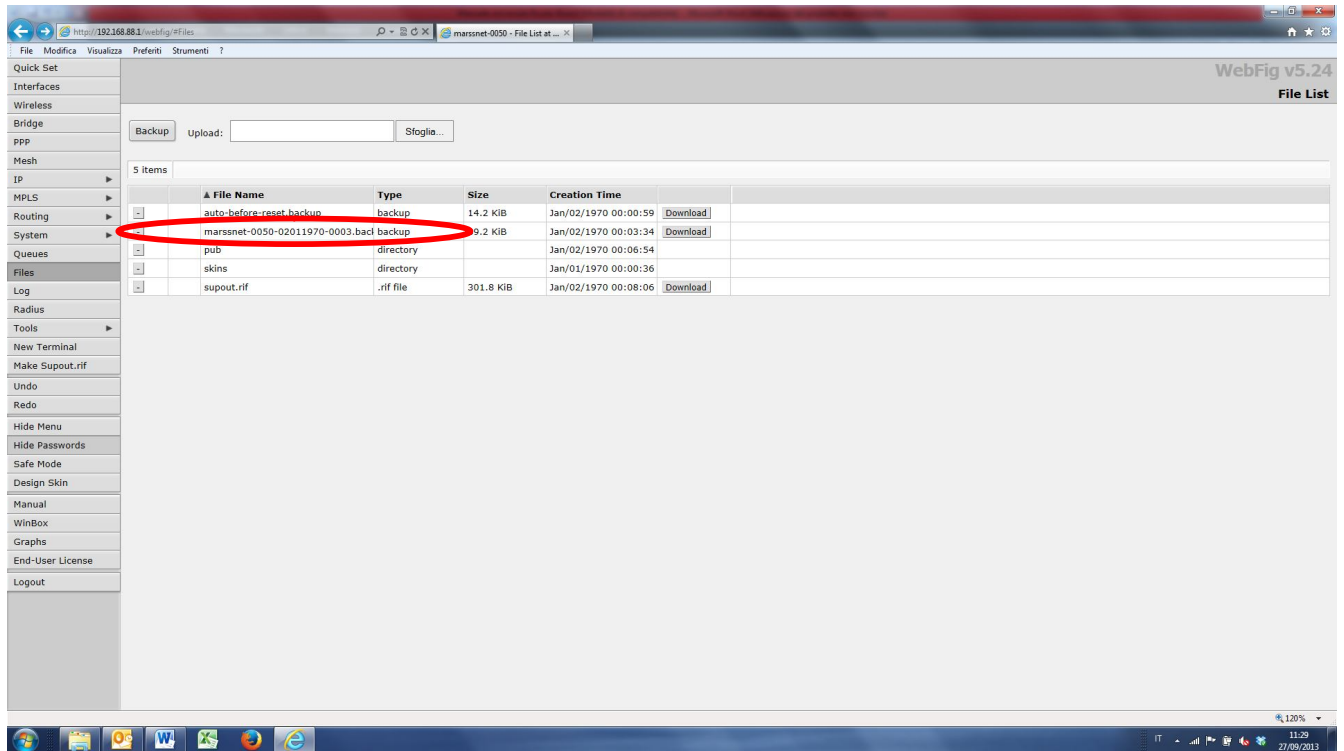 http://192.168.88.1/webfig/#Files
marssnet-0050 - File List at ...
File Modifica Visualizza Preferiti Strumenti ?
WebFig v5.24
File List
Quick Set
Interfaces
Wireless
Bridge
PPP
Mesh
IP
MPLS
Routing
System
Queues
Files
Log
Radius
Tools
New Terminal
Make Supout.rif
Undo
Redo
Hide Menu
Hide Passwords
Safe Mode
Design Skin
Manual
WinBox
Graphs
End-User License
Logout
Backup Upload: Sfoglia...
5 items
▲ File Name Type Size Creation Time
- auto-before-reset.backup backup 14.2 KiB Jan/02/1970 00:00:59 Download
- marssnet-0050-02011970-0003.back backup 9.2 KiB Jan/02/1970 00:03:34 Download
- pub directory Jan/02/1970 00:06:54
- skins directory Jan/01/1970 00:00:36
- supout.rif .rif file 301.8 KiB Jan/02/1970 00:08:06 Download
120%
IT
11:29
27/09/2013